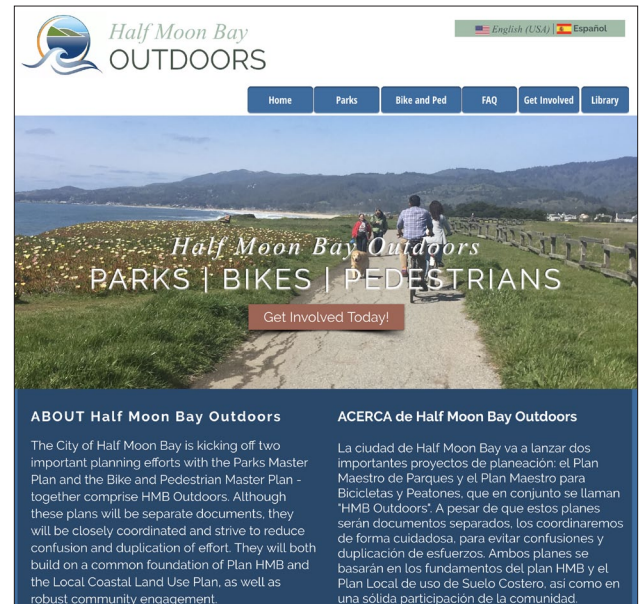 Half Moon Bay
OUTDOORS
English (USA) | Español
Home Parks Bike and Ped FAQ Get Involved Library
Half Moon Bay Outdoors
PARKS | BIKES | PEDESTRIANS
Get Involved Today!
ABOUT Half Moon Bay Outdoors
The City of Half Moon Bay is kicking off two
important planning efforts with the Parks Master
Plan and the Bike and Pedestrian Master Plan -
together comprise HMB Outdoors. Although
these plans will be separate documents, they
will be closely coordinated and strive to reduce
confusion and duplication of effort. They will both
build on a common foundation of Plan HMB and
the Local Coastal Land Use Plan, as well as
robust community engagement.
ACERCA de Half Moon Bay Outdoors
La ciudad de Half Moon Bay va a lanzar dos
importantes proyectos de planeación: el Plan
Maestro de Parques y el Plan Maestro para
Bicicletas y Peatones, que en conjunto se llaman
"HMB Outdoors". A pesar de que estos planes
serán documentos separados, los coordinaremos
de forma cuidadosa, para evitar confusiones y
duplicación de esfuerzos. Ambos planes se
basarán en los fundamentos del plan HMB y el
Plan Local de uso de Suelo Costero, así como en
una sólida participación de la comunidad.